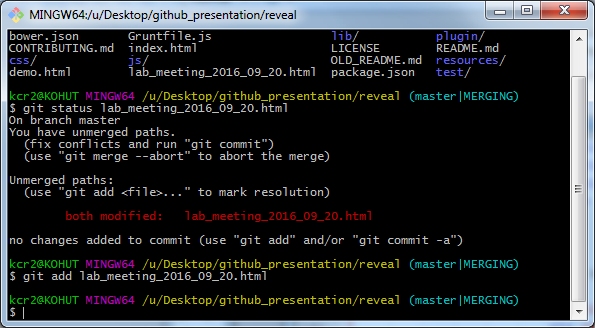 MINGW64:/u/Desktop/github_presentation/reveal
bower.json       Gruntfile.js                 lib/           plugin/
CONTRIBUTING.md  index.html                   LICENSE        README.md
css/             js/                          OLD_README.md  resources/
demo.html        lab_meeting_2016_09_20.html  package.json   test/
kcr2@KOHUT MINGW64 /u/Desktop/github_presentation/reveal (master|MERGING)
$ git status lab_meeting_2016_09_20.html
On branch master
You have unmerged paths.
  (fix conflicts and run "git commit")
  (use "git merge --abort" to abort the merge)
Unmerged paths:
  (use "git add <file>..." to mark resolution)
        both modified:   lab_meeting_2016_09_20.html
no changes added to commit (use "git add" and/or "git commit -a")
kcr2@KOHUT MINGW64 /u/Desktop/github_presentation/reveal (master|MERGING)
$ git add lab_meeting_2016_09_20.html
kcr2@KOHUT MINGW64 /u/Desktop/github_presentation/reveal (master|MERGING)
$